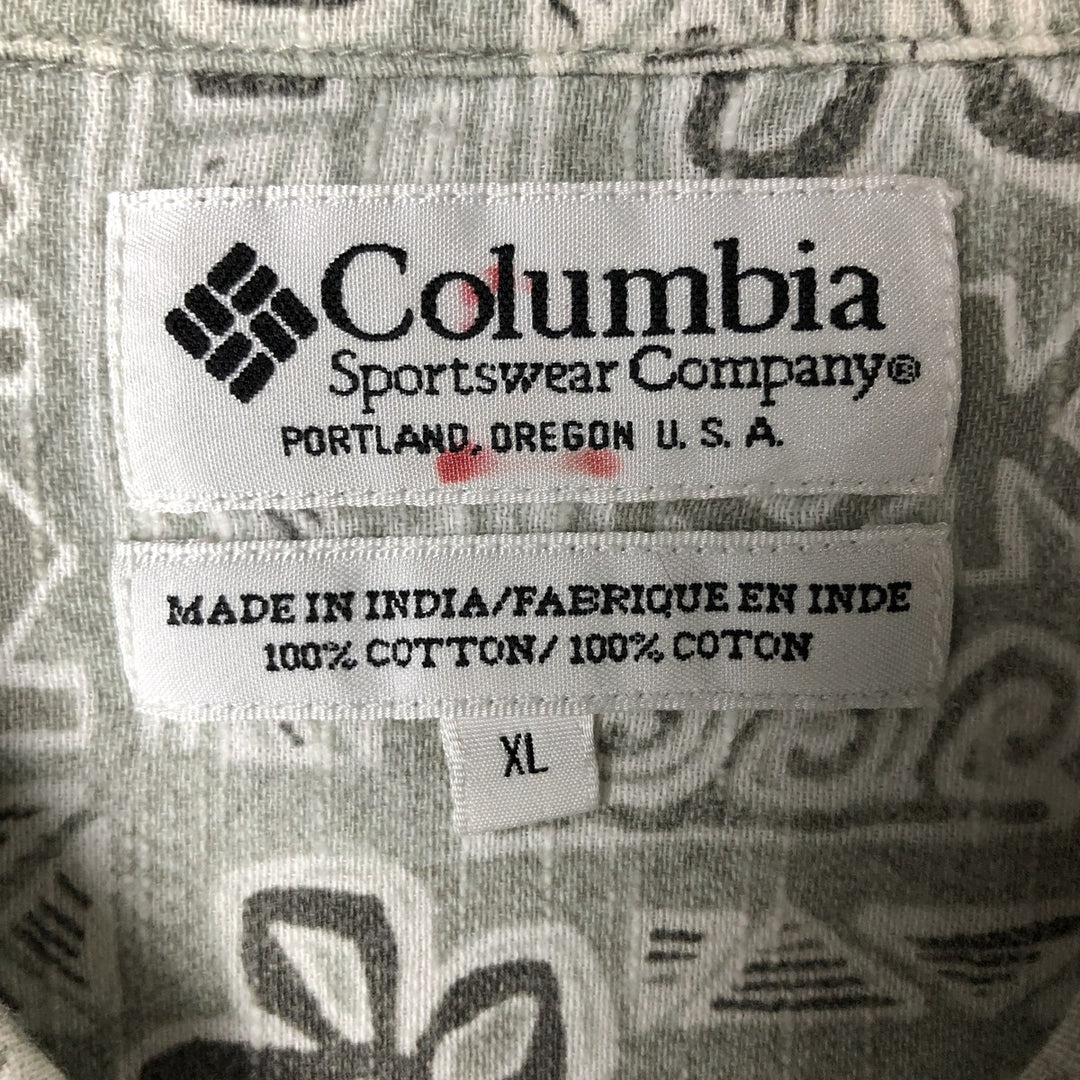 Columbia
Sportswear Company®
PORTLAND, OREGON U. S. A.
MADE IN INDIA/FABRIQUE EN INDE
100% COTTON/ 100% COTON
XL